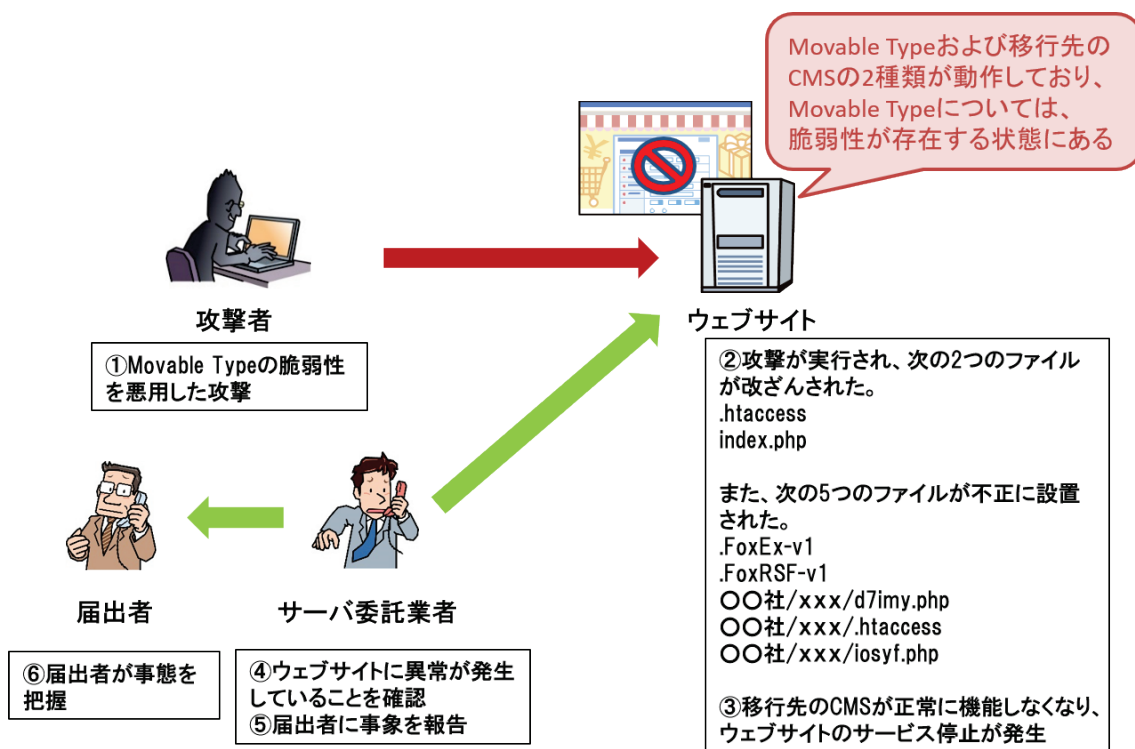 Movable Typeおよび移行先の
CMSの2種類が動作しており、
Movable Typeについては、
脆弱性が存在する状態にある
攻撃者
①Movable Typeの脆弱性
を悪用した攻撃
ウェブサイト
②攻撃が実行され、次の2つのファイル
が改ざんされた。
.htaccess
index.php
また、次の5つのファイルが不正に設置
された。
.FoxEx-v1
.FoxRSF-v1
〇〇社/xxx/d7imy.php
〇〇社/xxx/.htaccess
〇〇社/xxx/iosyf.php
③移行先のCMSが正常に機能しなくなり、
ウェブサイトのサービス停止が発生
届出者
⑥届出者が事態を
把握
サーバ委託業者
④ウェブサイトに異常が発生
していることを確認
⑤届出者に事象を報告